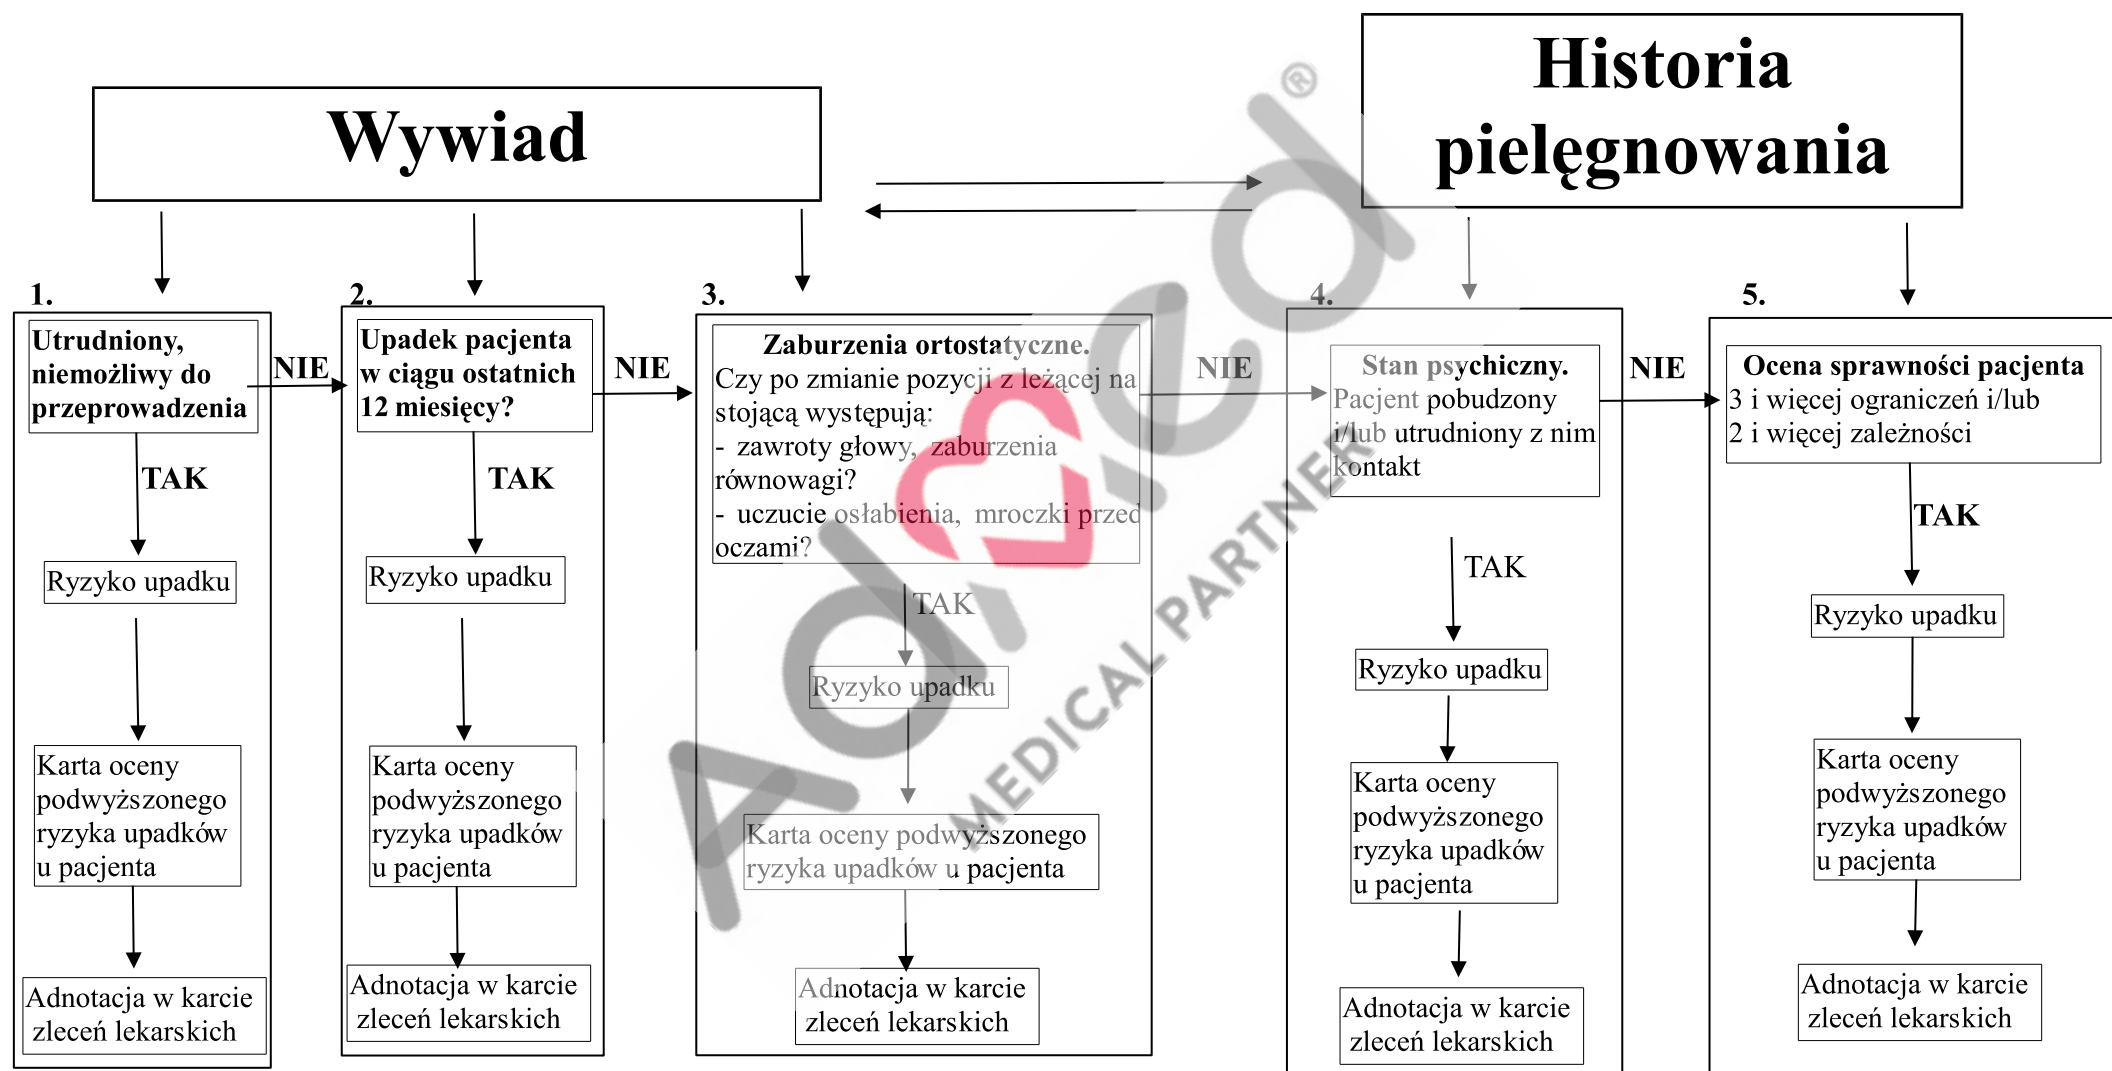 Wywiad
Historia
pielęgnowania
1.
Utrudniony,
niemożliwy do
przeprowadzenia
NIE
TAK
Ryzyko upadku
Karta oceny
podwyższonego
ryzyka upadków
u pacjenta
Adnotacja w karcie
zleceń lekarskich
2.
Upadek pacjenta
w ciągu ostatnich
12 miesięcy?
NIE
TAK
Ryzyko upadku
Karta oceny
podwyższonego
ryzyka upadków
u pacjenta
Adnotacja w karcie
zleceń lekarskich
3.
Zaburzenia ortostatyczne.
Czy po zmianie pozycji z leżącej na
stojącą występują:
- zawroty głowy, zaburzenia
równowagi?
- uczucie osłabienia, mroczki przed
oczami?
NIE
TAK
Ryzyko upadku
Karta oceny podwyższonego
ryzyka upadków u pacjenta
Adnotacja w karcie
zleceń lekarskich
4.
Stan psychiczny.
Pacjent pobudzony
i/lub utrudniony z nim
kontakt
NIE
TAK
Ryzyko upadku
Karta oceny
podwyższonego
ryzyka upadków
u pacjenta
Adnotacja w karcie
zleceń lekarskich
5.
Ocena sprawności pacjenta
3 i więcej ograniczeń i/lub
2 i więcej zależności
TAK
Ryzyko upadku
Karta oceny
podwyższonego
ryzyka upadków
u pacjenta
Adnotacja w karcie
zleceń lekarskich
AdMed®
MEDICAL PARTNER